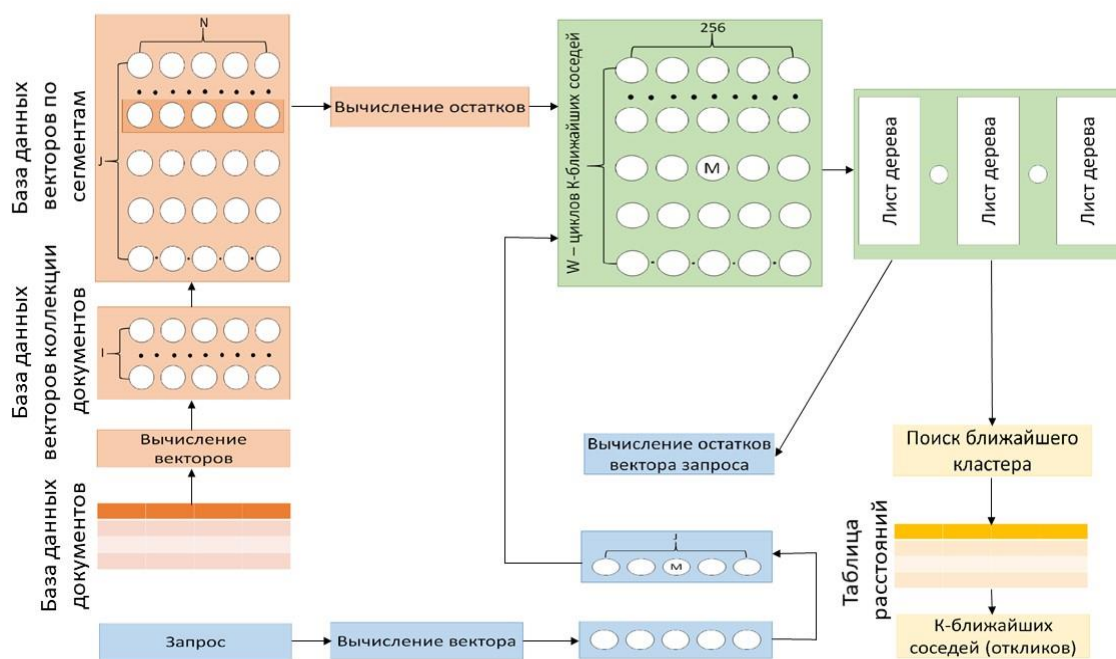 N
База данных
векторов по
сегментам
J
Вычисление остатков
256
W – циклов К-ближайших соседей
M
Лист дерева
Лист дерева
Лист дерева
База данных
векторов коллекции
документов
I
Вычисление
векторов
База данных
документов
Вычисление остатков
вектора запроса
J
M
Поиск ближайшего
кластера
Таблица
расстояний
К-ближайших
соседей (откликов)
Запрос
Вычисление вектора